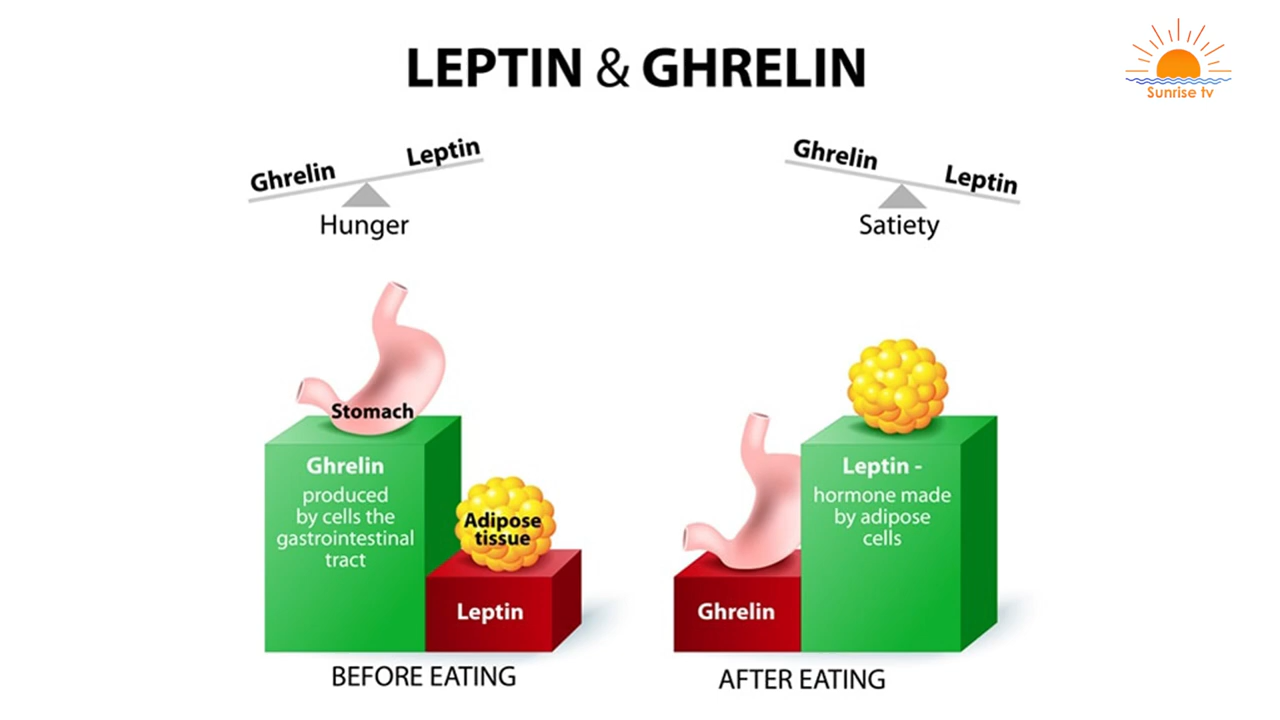 LEPTIN & GHRELIN
Sunrise tv
Ghrelin
Leptin
Hunger
Ghrelin
Leptin
Satiety
Stomach
Ghrelin
produced
by cells the
gastrointestinal
tract
Adipose
tissue
Leptin
BEFORE EATING
Ghrelin
Leptin -
hormone made
by adipose
cells
AFTER EATING